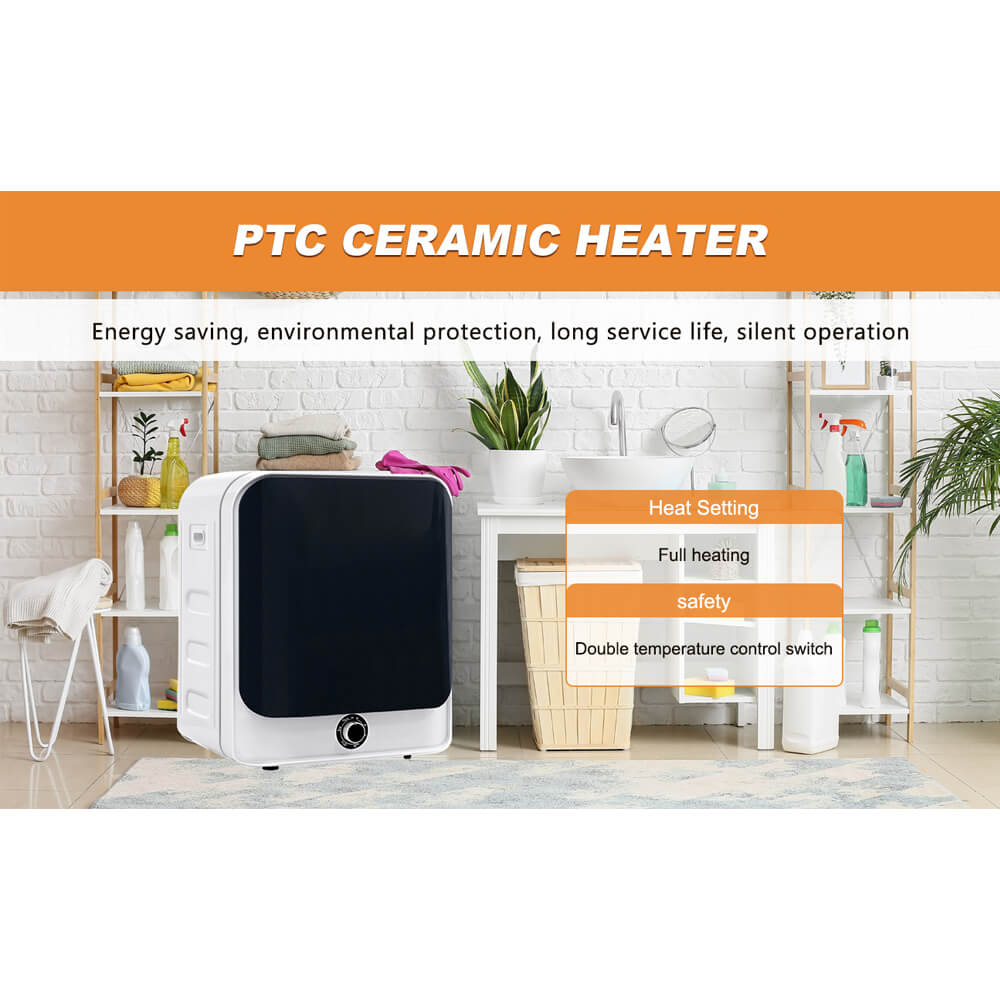 PTC CERAMIC HEATER
Energy saving, environmental protection, long service life, silent operation
Heat Setting
Full heating
safety
Double temperature control switch